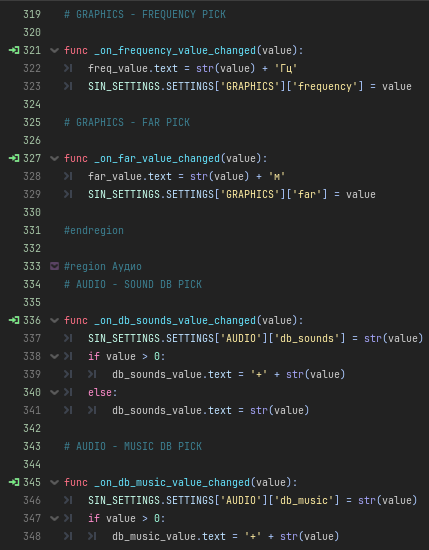 319 # GRAPHICS - FREQUENCY PICK
320
321 func _on_frequency_value_changed(value):
322 freq_value.text = str(value) + 'Гц'
323 SIN_SETTINGS.SETTINGS['GRAPHICS']['frequency'] = value
324
325 # GRAPHICS - FAR PICK
326
327 func _on_far_value_changed(value):
328 far_value.text = str(value) + 'м'
329 SIN_SETTINGS.SETTINGS['GRAPHICS']['far'] = value
330
331 #endregion
332
333 #region Аудио
334 # AUDIO - SOUND DB PICK
335
336 func _on_db_sounds_value_changed(value):
337 SIN_SETTINGS.SETTINGS['AUDIO']['db_sounds'] = str(value)
338 if value > 0:
339 db_sounds_value.text = '+' + str(value)
340 else:
341 db_sounds_value.text = str(value)
342
343 # AUDIO - MUSIC DB PICK
344
345 func _on_db_music_value_changed(value):
346 SIN_SETTINGS.SETTINGS['AUDIO']['db_music'] = str(value)
347 if value > 0:
348 db_music_value.text = '+' + str(value)